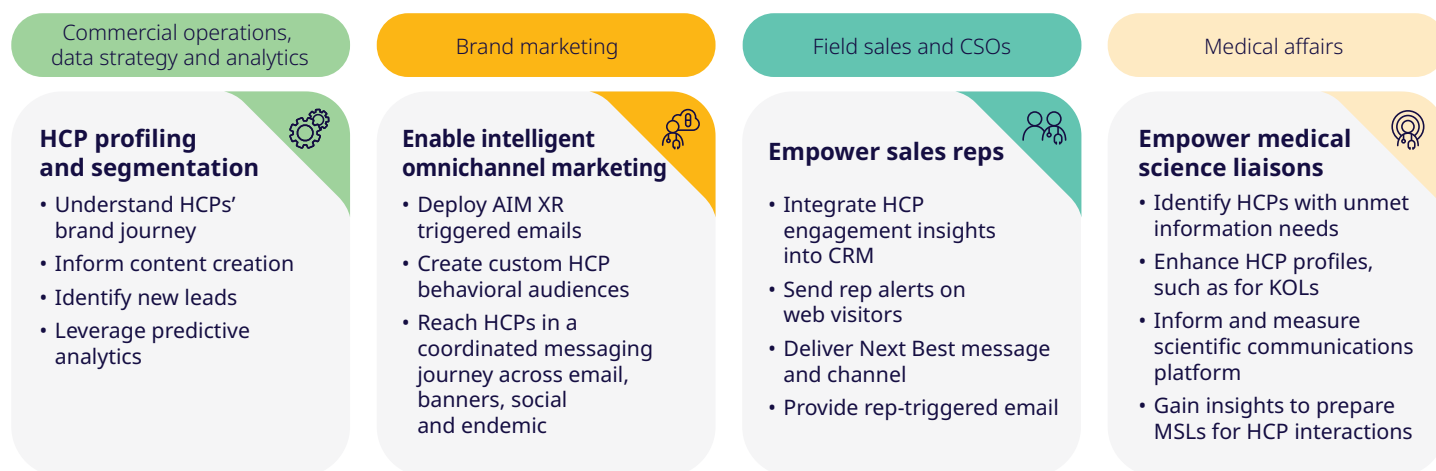 Commercial operations,
data strategy and analytics
HCP profiling
and segmentation
• Understand HCPs’
brand journey
• Inform content creation
• Identify new leads
• Leverage predictive
analytics
Brand marketing
Enable intelligent
omnichannel marketing
• Deploy AIM XR
triggered emails
• Create custom HCP
behavioral audiences
• Reach HCPs in a
coordinated messaging
journey across email,
banners, social
and endemic
Field sales and CSOs
Empower sales reps
• Integrate HCP
engagement insights
into CRM
• Send rep alerts on
web visitors
• Deliver Next Best message
and channel
• Provide rep-triggered email
Medical affairs
Empower medical
science liaisons
• Identify HCPs with unmet
information needs
• Enhance HCP profiles,
such as for KOLs
• Inform and measure
scientific communications
platform
• Gain insights to prepare
MSLs for HCP interactions